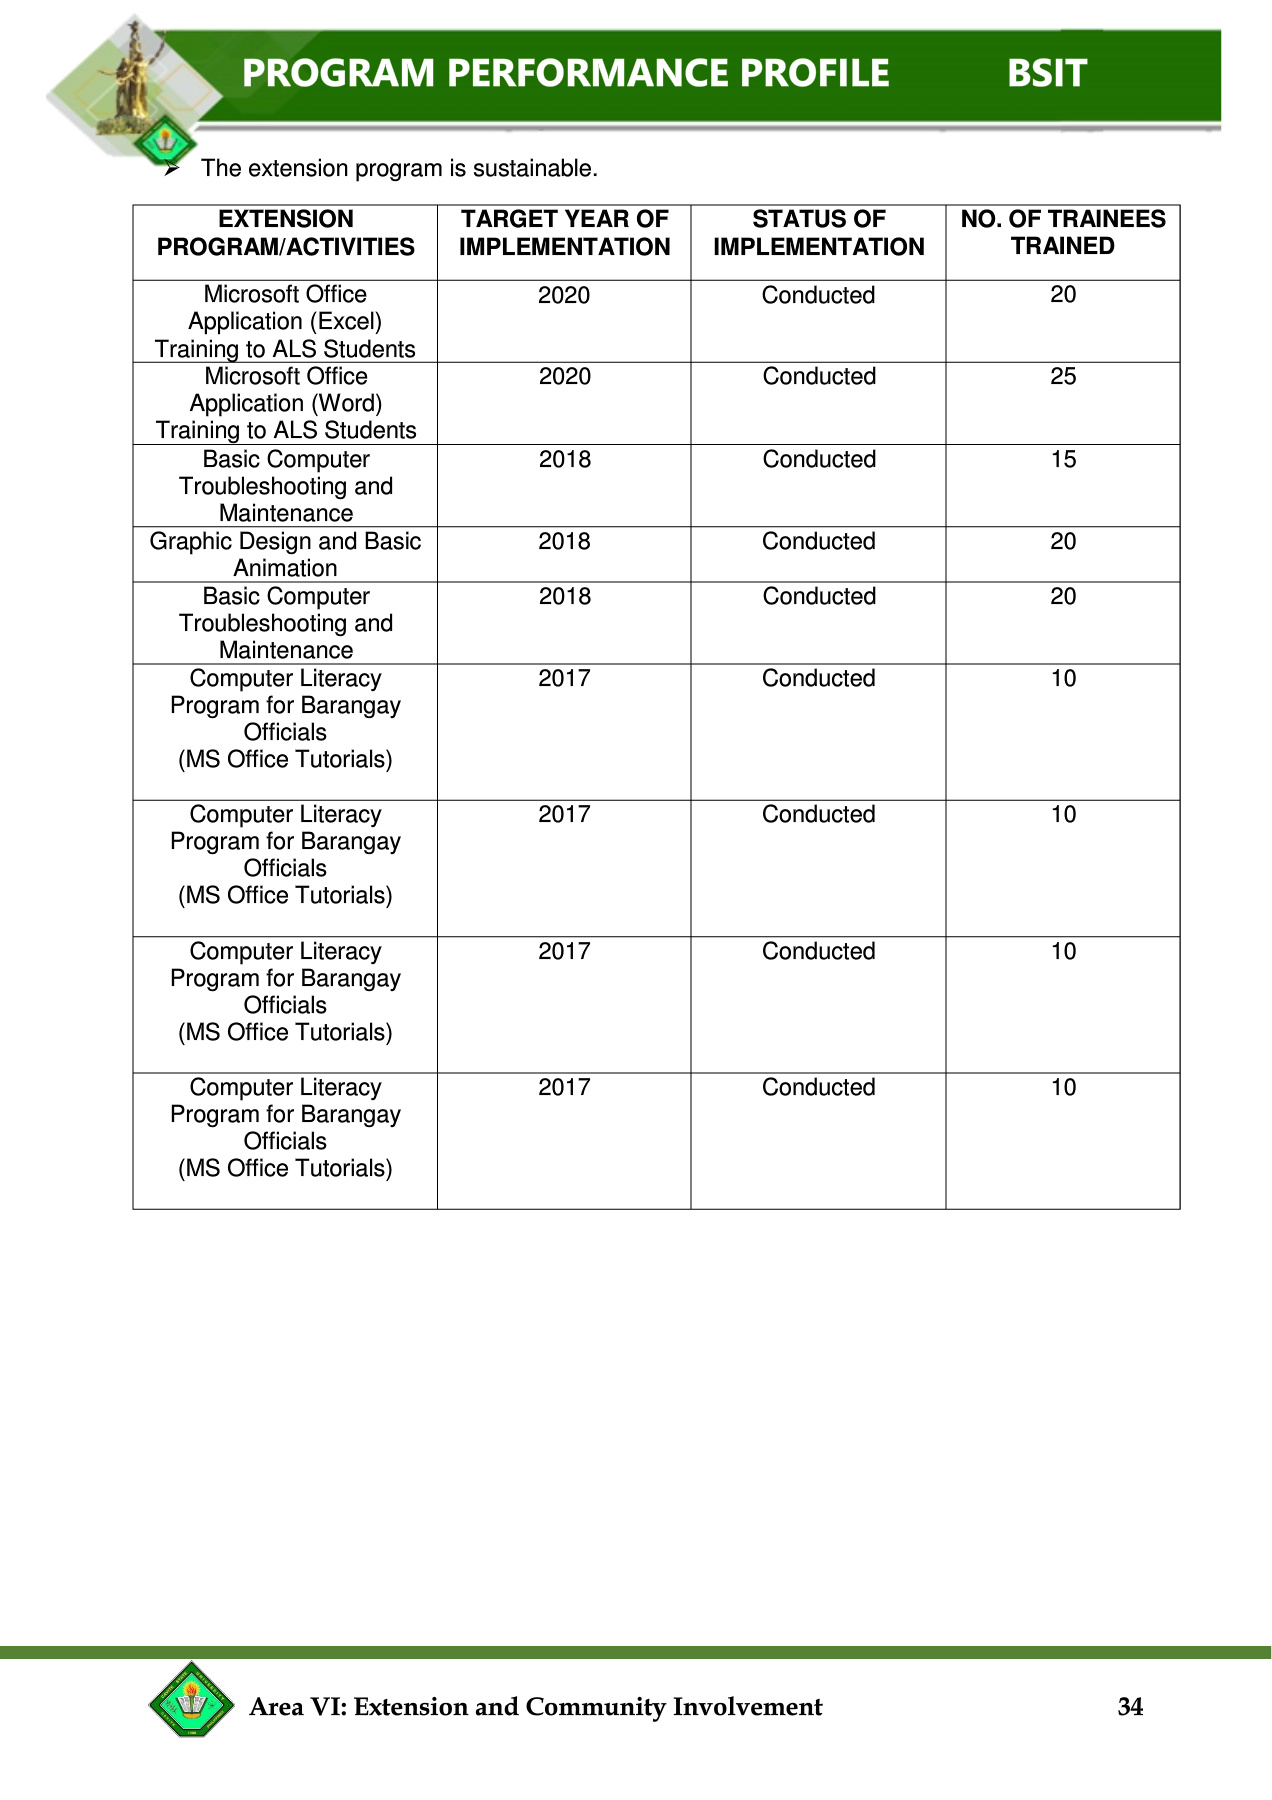 PROGRAM PERFORMANCE PROFILE BSIT
➢ The extension program is sustainable.
EXTENSION PROGRAM/ACTIVITIES TARGET YEAR OF IMPLEMENTATION STATUS OF IMPLEMENTATION NO. OF TRAINEES TRAINED
Microsoft Office 2020 Conducted 20
Application (Excel)
Training to ALS Students
Microsoft Office 2020 Conducted 25
Application (Word)
Training to ALS Students
Basic Computer 2018 Conducted 15
Troubleshooting and
Maintenance
Graphic Design and Basic 2018 Conducted 20
Animation
Basic Computer 2018 Conducted 20
Troubleshooting and
Maintenance
Computer Literacy 2017 Conducted 10
Program for Barangay
Officials
(MS Office Tutorials)
Computer Literacy 2017 Conducted 10
Program for Barangay
Officials
(MS Office Tutorials)
Computer Literacy 2017 Conducted 10
Program for Barangay
Officials
(MS Office Tutorials)
Computer Literacy 2017 Conducted 10
Program for Barangay
Officials
(MS Office Tutorials)
Area VI: Extension and Community Involvement 34